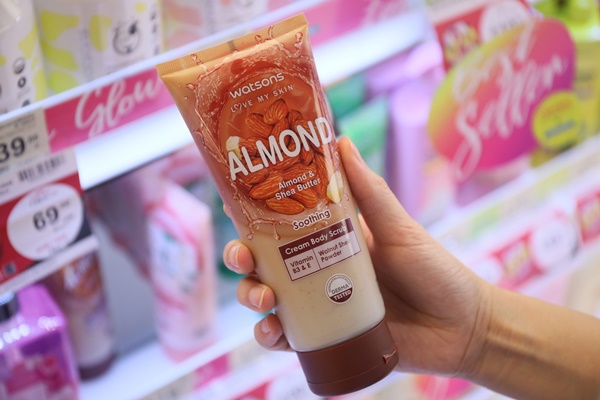 watsons
LOVE MY SKIN
ALMOND
Almond &
Shea Butter
Soothing
Cream Body Scrub
Vitamin
B3 & E
Walnut Shell
Powder
DERMA
TESTED
Glow
39
69.
Best
Seller